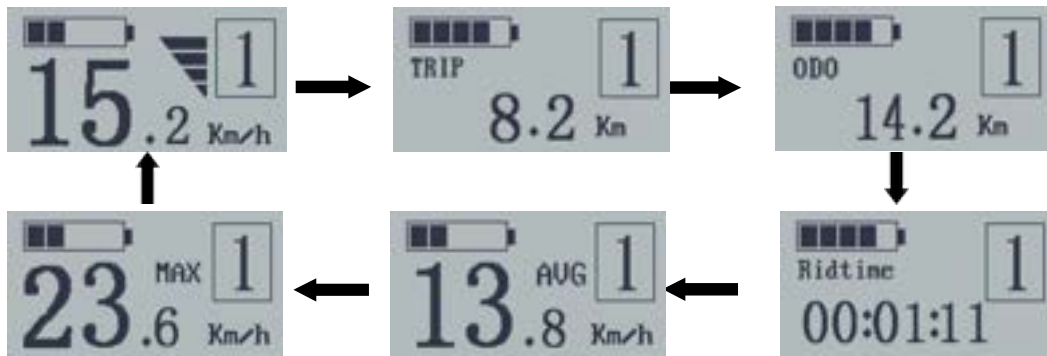 1
15.2 Km/h
1
TRIP
8.2 Km
1
ODO
14.2 Km
1
MAX
23.6 Km/h
1
AVG
13.8 Km/h
1
Ridtime
00:01:11